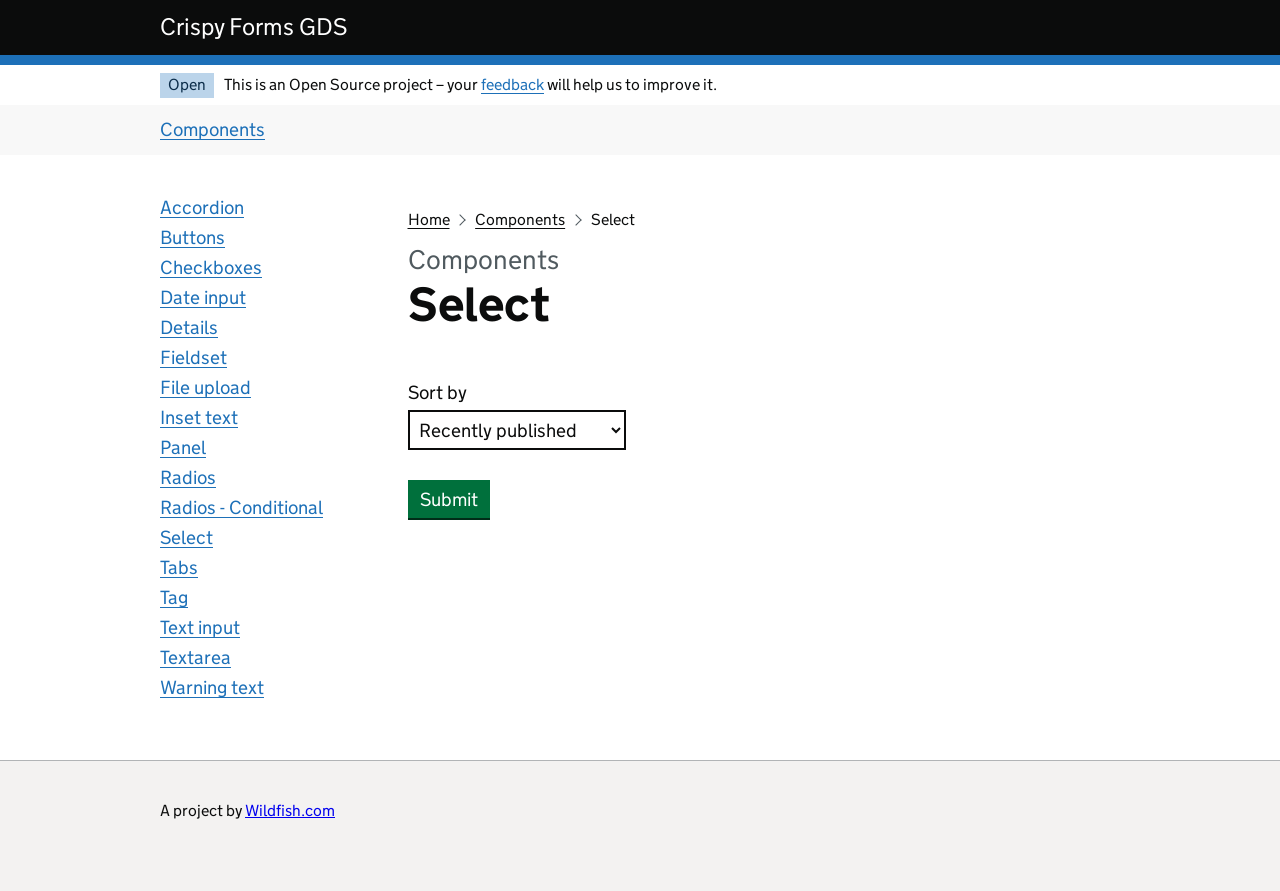 Crispy Forms GDS
Open This is an Open Source project – your feedback will help us to improve it.
Components
Accordion
Buttons
Checkboxes
Date input
Details
Fieldset
File upload
Inset text
Panel
Radios
Radios - Conditional
Select
Tabs
Tag
Text input
Textarea
Warning text
Home Components Select
Components
Select
Sort by
Recently published
Submit
A project by Wildfish.com